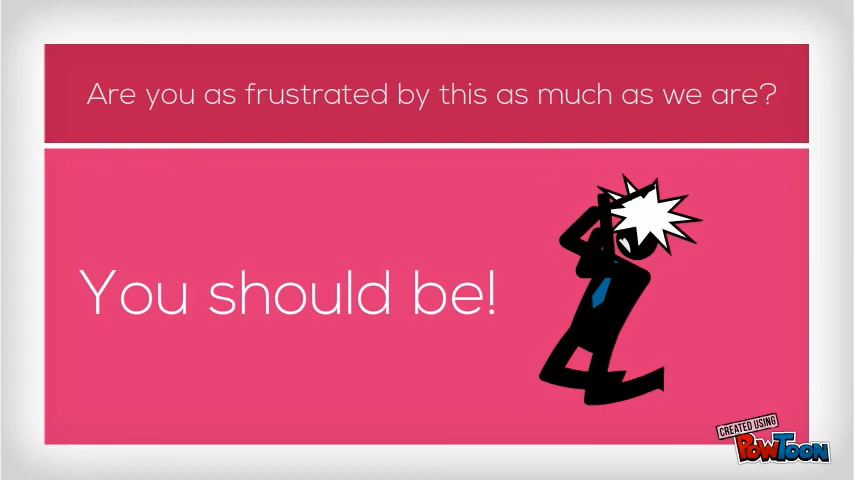 Are you as frustrated by this as much as we are?
You should be!
CREATED USING
POWTOON